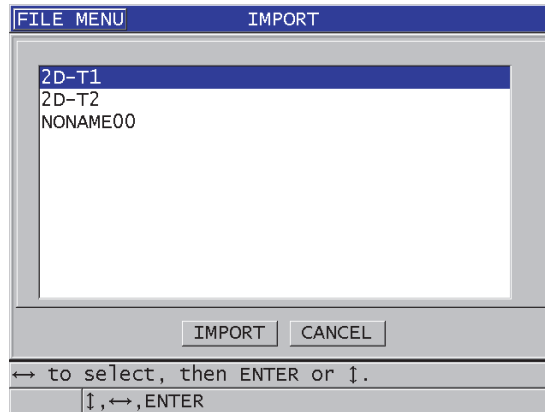 FILE MENU IMPORT
2D-T1
2D-T2
NONAME00
IMPORT CANCEL
↔ to select, then ENTER or ↕.
↕,↔,ENTER